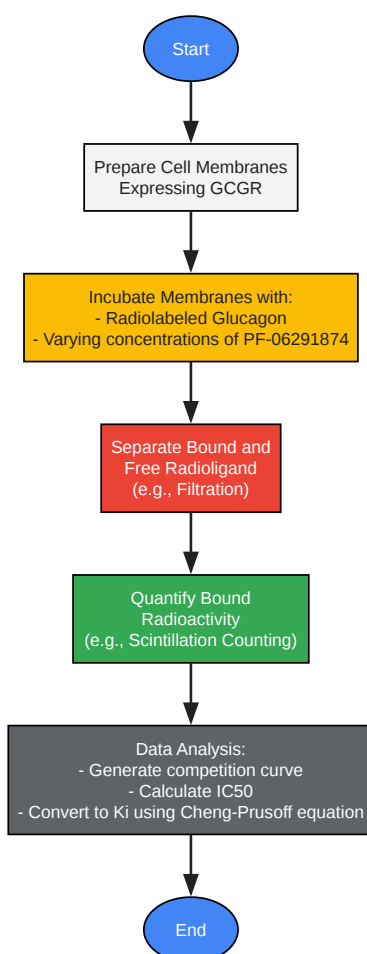 Start
Prepare Cell Membranes
Expressing GCGR
Incubate Membranes with:
- Radiolabeled Glucagon
- Varying concentrations of PF-06291874
Separate Bound and
Free Radioligand
(e.g., Filtration)
Quantify Bound
Radioactivity
(e.g., Scintillation Counting)
Data Analysis:
- Generate competition curve
- Calculate IC50
- Convert to Ki using Cheng-Prusoff equation
End